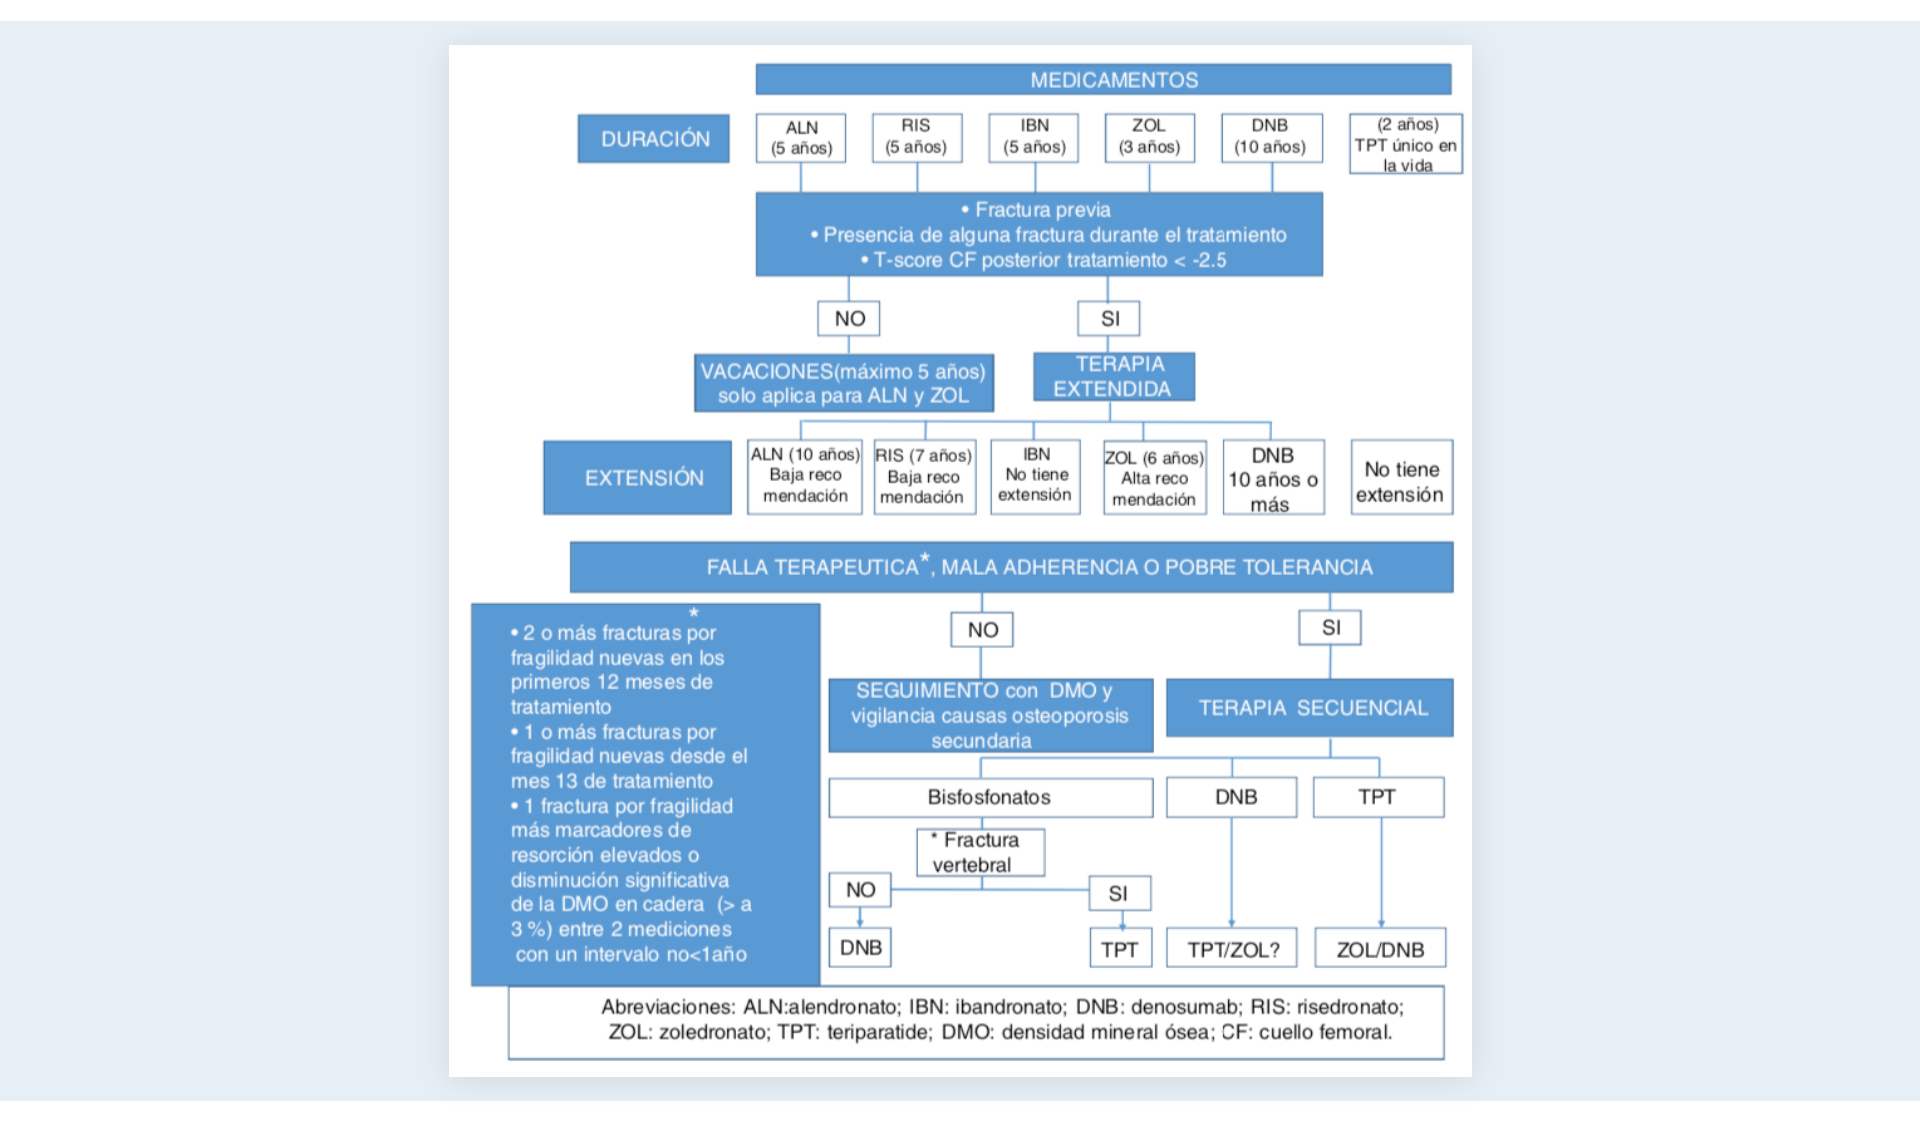 MEDICAMENTOS
DURACIÓN
ALN
(5 años)
RIS
(5 años)
IBN
(5 años)
ZOL
(3 años)
DNB
(10 años)
(2 años)
TPT único en
la vida
• Fractura previa
• Presencia de alguna fractura durante el tratamiento
• T-score CF posterior tratamiento < -2.5
NO
SI
VACACIONES(máximo 5 años)
solo aplica para ALN y ZOL
TERAPIA
EXTENDIDA
EXTENSIÓN
ALN (10 años)
Baja reco
mendación
RIS (7 años)
Baja reco
mendación
IBN
No tiene
extensión
ZOL (6 años)
Alta reco
mendación
DNB
10 años o
más
No tiene
extensión
FALLA TERAPEUTICA*, MALA ADHERENCIA O POBRE TOLERANCIA
*
• 2 o más fracturas por
fragilidad nuevas en los
primeros 12 meses de
tratamiento
• 1 o más fracturas por
fragilidad nuevas desde el
mes 13 de tratamiento
• 1 fractura por fragilidad
más marcadores de
resorción elevados o
disminución significativa
de la DMO en cadera (> a
3 %) entre 2 mediciones
con un intervalo no<1año
NO
SI
SEGUIMIENTO con DMO y
vigilancia causas osteoporosis
secundaria
TERAPIA SECUENCIAL
Bisfosfonatos
DNB
TPT
* Fractura
vertebral
NO
SI
DNB
TPT
TPT/ZOL?
ZOL/DNB
Abreviaciones: ALN:alendronato; IBN: ibandronato; DNB: denosumab; RIS: risedronato;
ZOL: zoledronato; TPT: teriparatide; DMO: densidad mineral ósea; CF: cuello femoral.